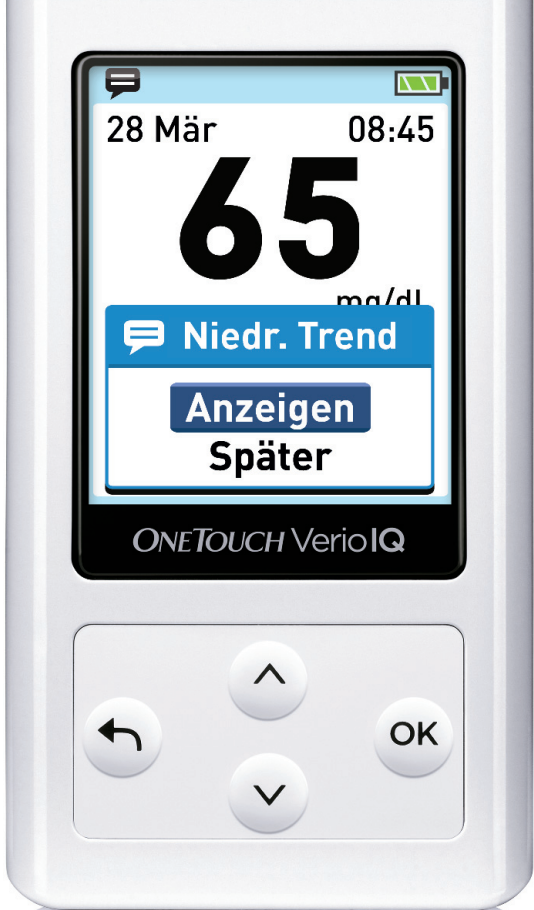 28 Mär 08:45
65
mg/dl
Niedr. Trend
Anzeigen
Später
ONETOUCH VerioIQ
OK